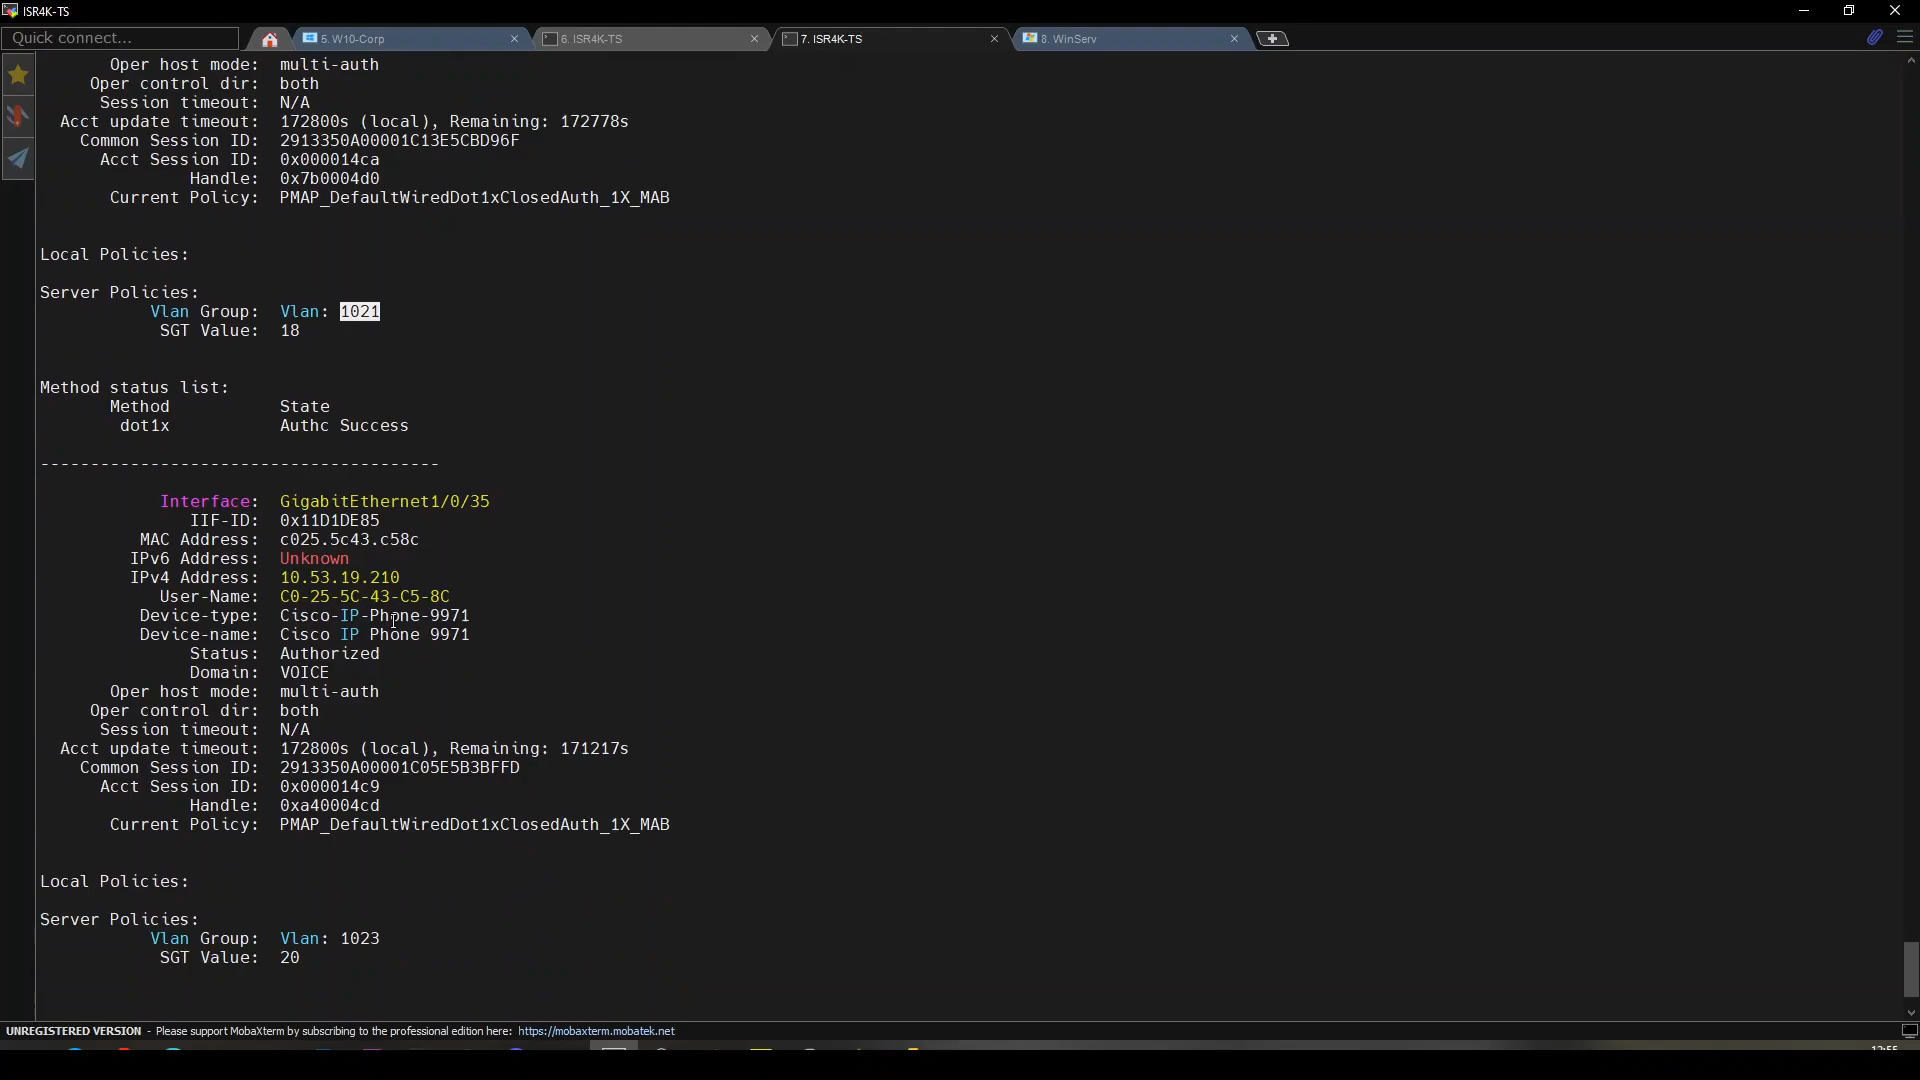 ISR4K-TS
Quick connect...
5. W10-Corp
6. ISR4K-TS
7. ISR4K-TS
8. WinServ
Oper host mode: multi-auth
Oper control dir: both
Session timeout: N/A
Acct update timeout: 172800s (local), Remaining: 172778s
Common Session ID: 2913350A00001C13E5CBD96F
Acct Session ID: 0x000014ca
Handle: 0x7b0004d0
Current Policy: PMAP_DefaultWiredDot1xClosedAuth_1X_MAB
Local Policies:
Server Policies:
Vlan Group: Vlan: 1021
SGT Value: 18
Method status list:
Method State
dot1x Authc Success
----------------------------------------
Interface: GigabitEthernet1/0/35
IIF-ID: 0x11D1DE85
MAC Address: c025.5c43.c58c
IPv6 Address: Unknown
IPv4 Address: 10.53.19.210
User-Name: C0-25-5C-43-C5-8C
Device-type: Cisco-IP-Phone-9971
Device-name: Cisco IP Phone 9971
Status: Authorized
Domain: VOICE
Oper host mode: multi-auth
Oper control dir: both
Session timeout: N/A
Acct update timeout: 172800s (local), Remaining: 171217s
Common Session ID: 2913350A00001C05E5B3BFFD
Acct Session ID: 0x000014c9
Handle: 0xa40004cd
Current Policy: PMAP_DefaultWiredDot1xClosedAuth_1X_MAB
Local Policies:
Server Policies:
Vlan Group: Vlan: 1023
SGT Value: 20
UNREGISTERED VERSION - Please support MobaXterm by subscribing to the professional edition here: https://mobaxterm.mobatek.net